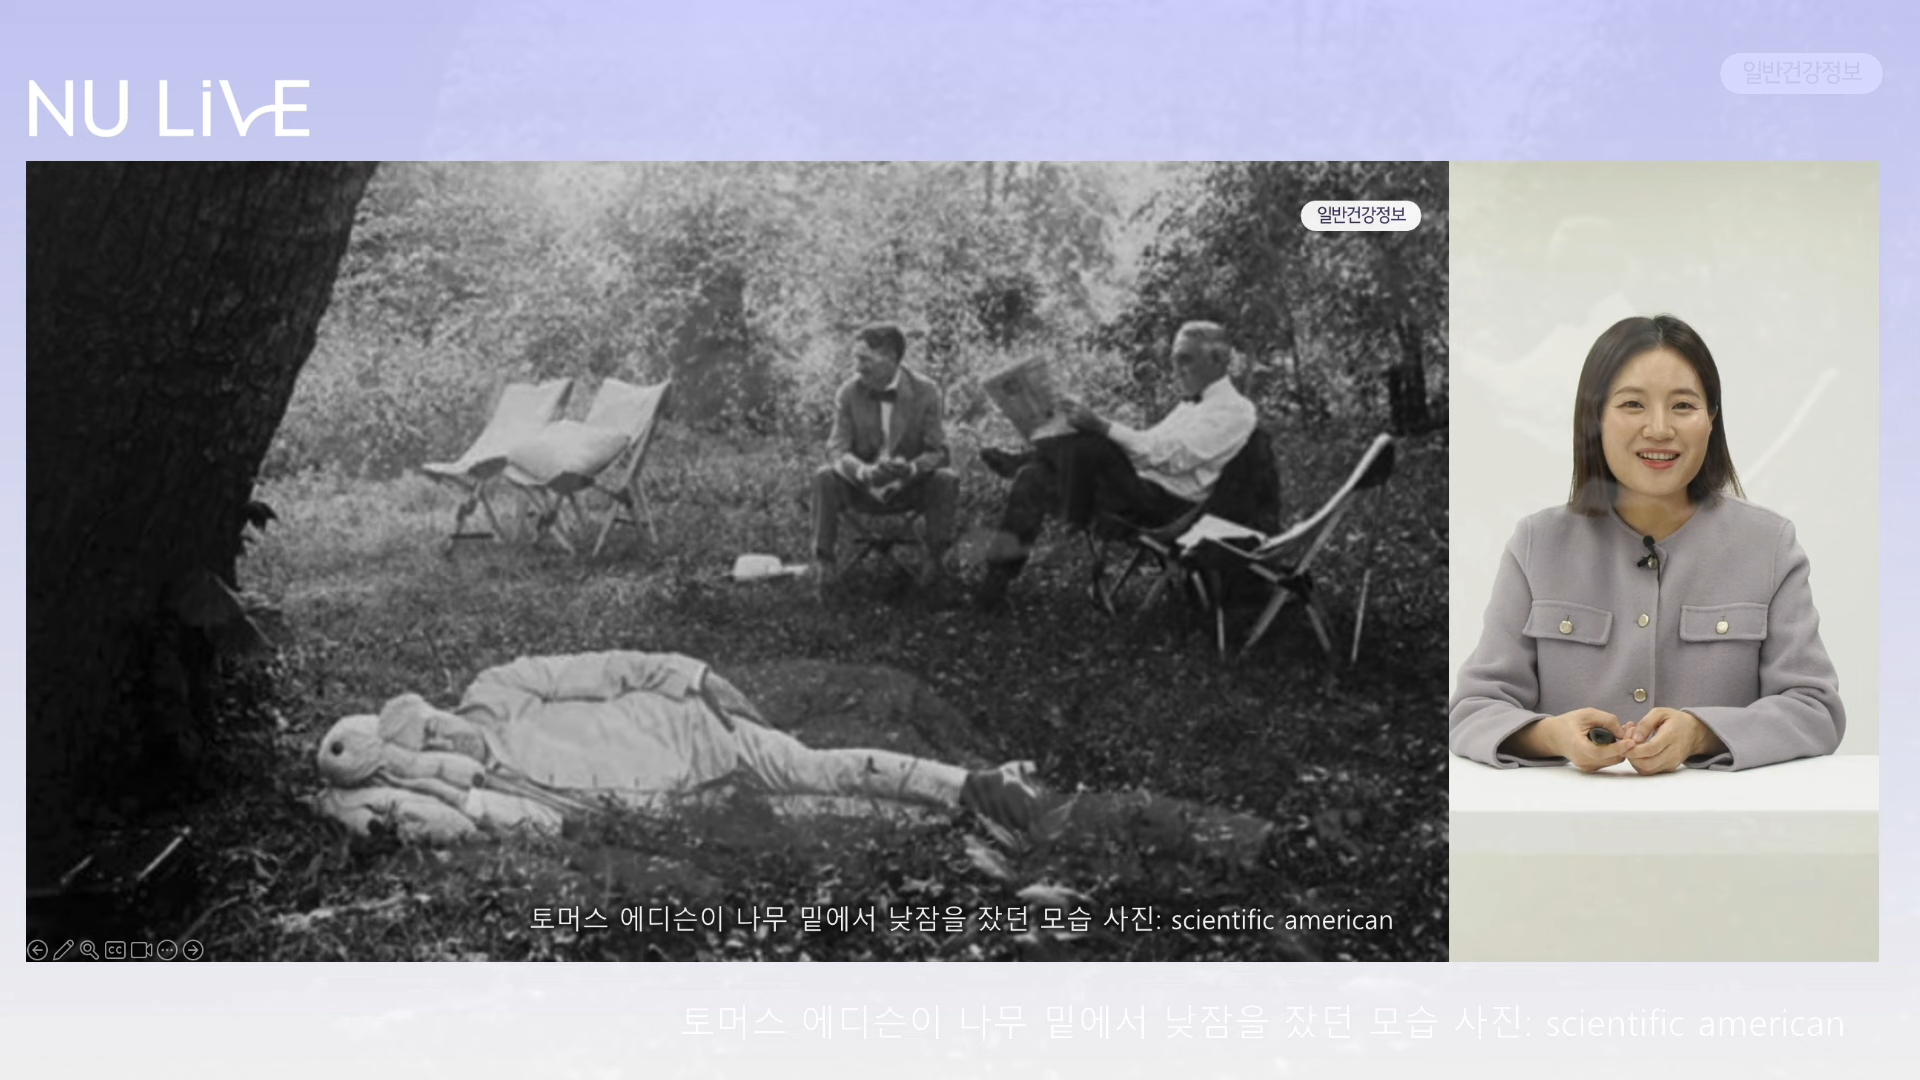 NU LiVE
일반건강정보
일반건강정보
토머스 에디슨이 나무 밑에서 낮잠을 잤던 모습 사진: scientific american
CC
토머스 에디슨이 나무 밑에서 낮잠을 잤던 모습 사진: scientific american